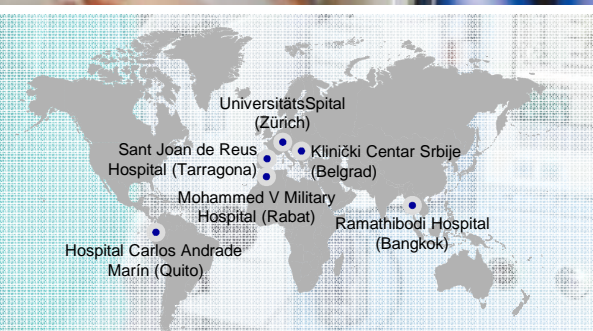 UniversitätsSpital
(Zürich)
Sant Joan de Reus
Hospital (Tarragona)
Klinički Centar Srbije
(Belgrad)
Mohammed V Military
Hospital (Rabat)
Ramathibodi Hospital
(Bangkok)
Hospital Carlos Andrade
Marín (Quito)